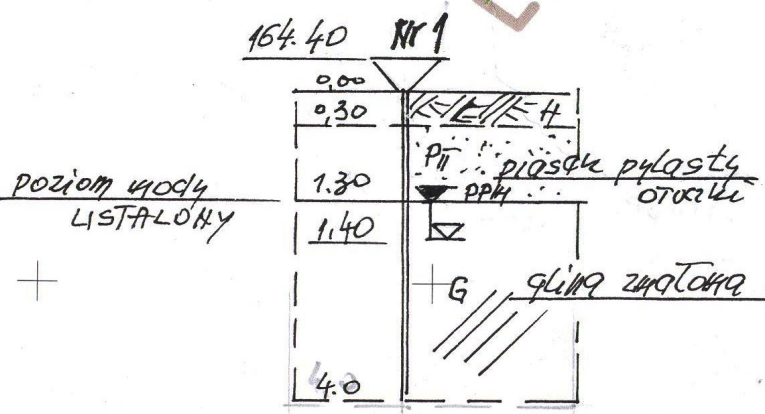 164.40 Nr 1
0,00
0,30 H
Pπ piasek pylasty
otoczki
poziom wody 1.30 PPW
USTALONY
1.40
G glina zwałowa
4.0